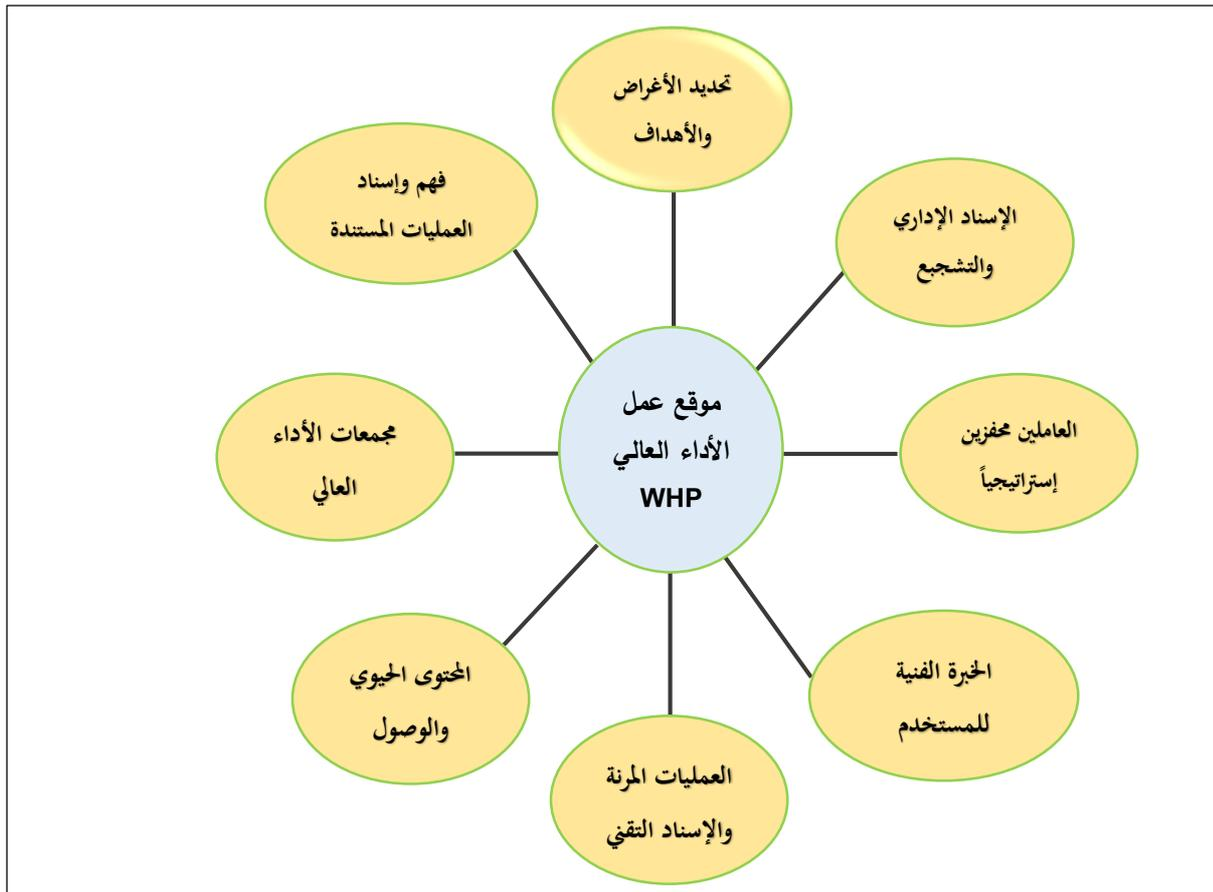 تحديد الأغراض
والأهداف
الإسناد الإداري
والتشجبع
العاملين محفزين
إستراتيجياً
الخبرة الفنية
للمستخدم
العمليات المرنة
والإسناد التقني
المحتوى الحيوي
والوصول
مجمعات الأداء
العالي
فهم وإسناد
العمليات المستندة
موقع عمل
الأداء العالي
WHP